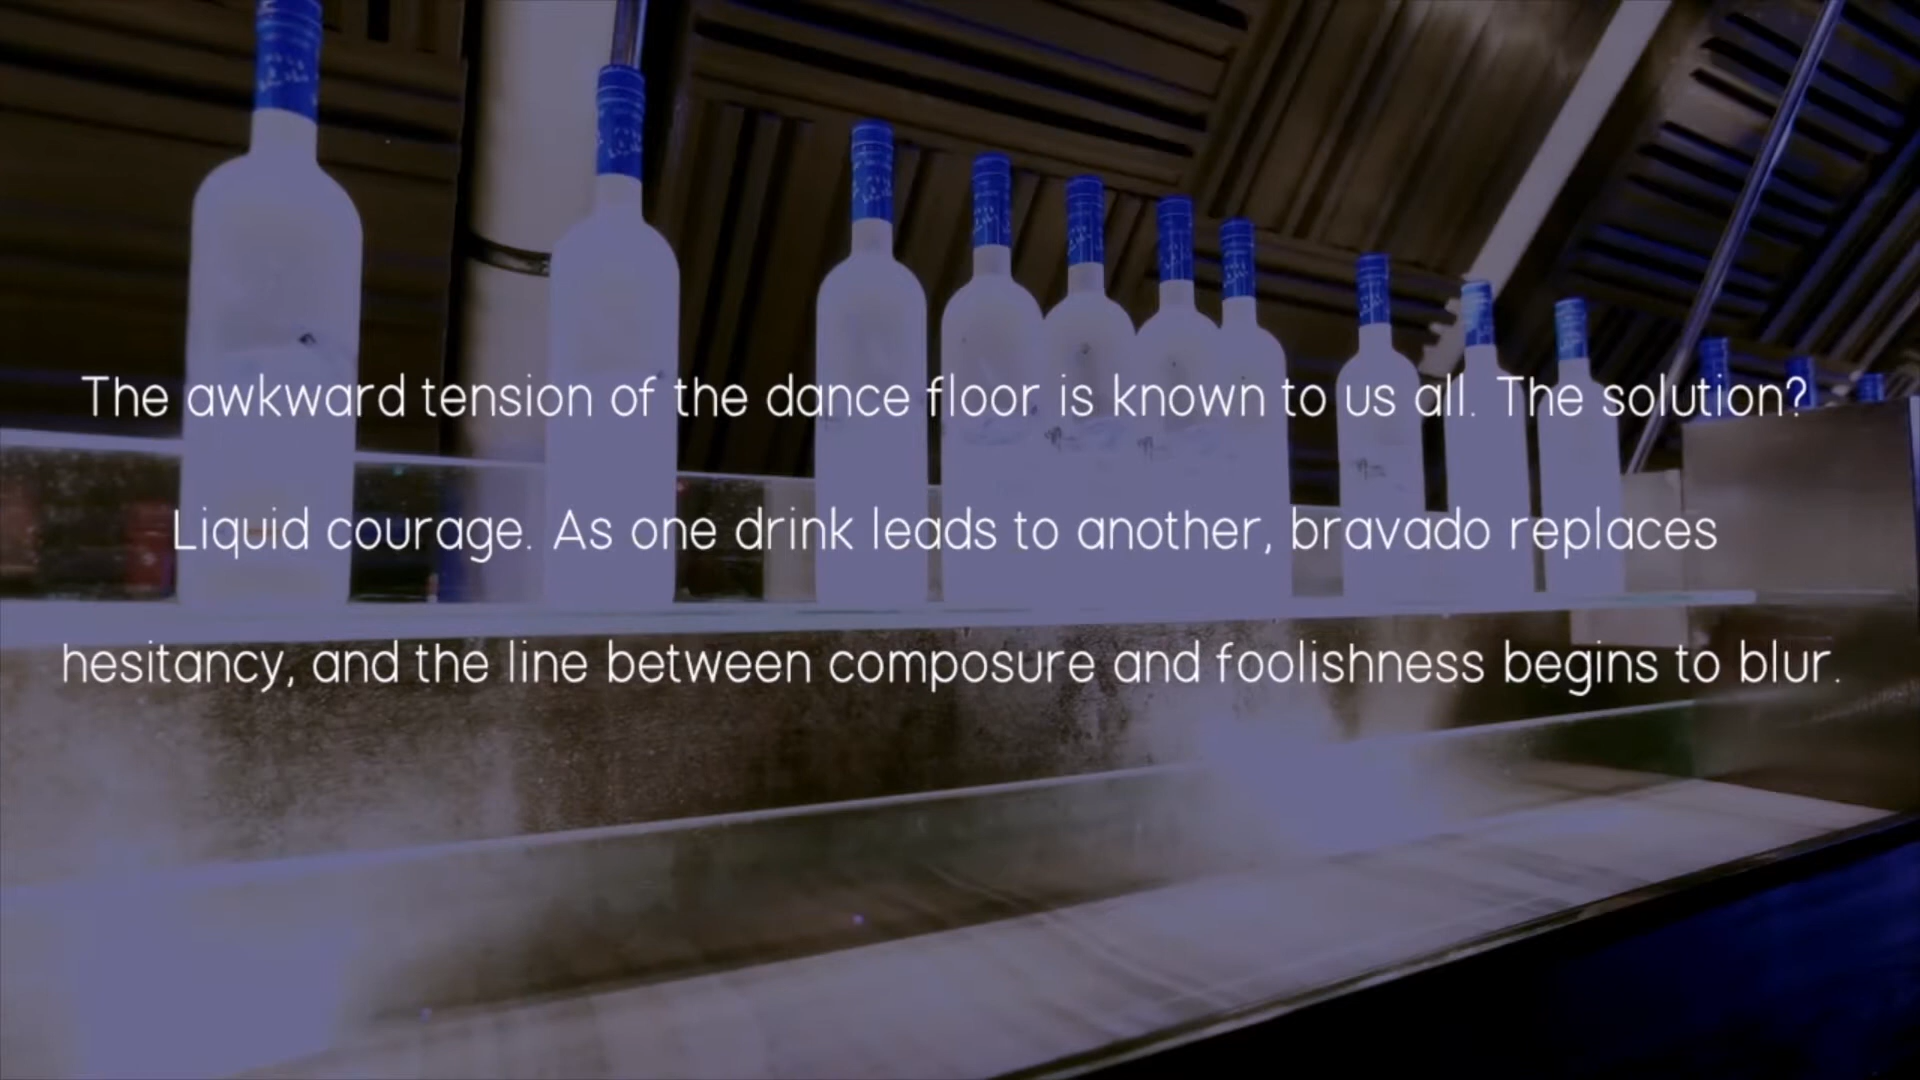 The awkward tension of the dance floor is known to us all. The solution?
Liquid courage. As one drink leads to another, bravado replaces
hesitancy, and the line between composure and foolishness begins to blur.